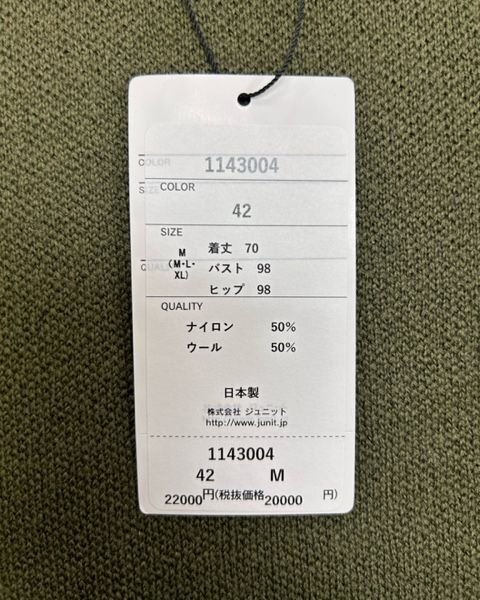 1143004
COLOR
COLOR
42
SIZE
SIZE
M 着丈 70
(M・L・XL) バスト 98
QUAL
ヒップ 98
QUALITY
ナイロン 50%
ウール 50%
日本製
株式会社 ジュニット
http://www.junit.jp
1143004
42 M
22000円(税抜価格20000 円)